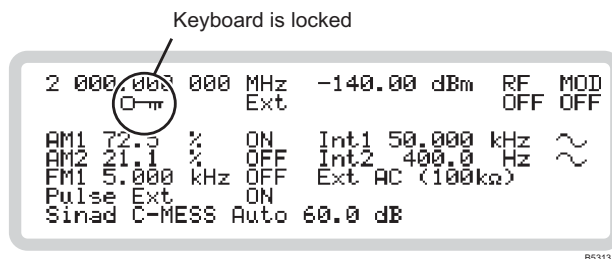 Keyboard is locked
2 000.000 000 MHz -140.00 dBm RF MOD
Ext OFF OFF
AM1 72.5 % ON Int1 50.000 kHz
AM2 21.1 % OFF Int2 400.0 Hz
FM1 5.000 kHz OFF Ext AC (100kΩ)
Pulse Ext ON
Sinad C-MESS Auto 60.0 dB
B5313